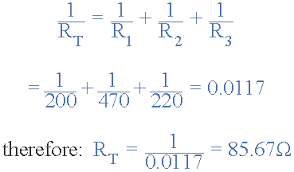 1/R_T = 1/R_1 + 1/R_2 + 1/R_3
= 1/200 + 1/470 + 1/220 = 0.0117
therefore: R_T = 1/0.0117 = 85.67Ω